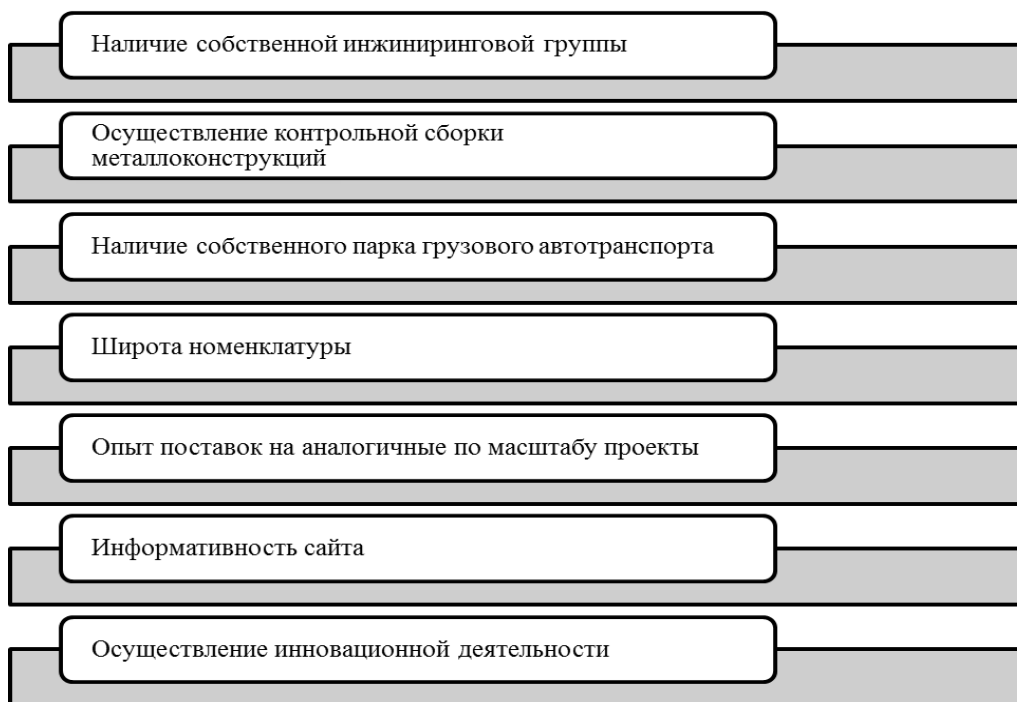 Наличие собственной инжиниринговой группы
Осуществление контрольной сборки
металлоконструкций
Наличие собственного парка грузового автотранспорта
Широта номенклатуры
Опыт поставок на аналогичные по масштабу проекты
Информативность сайта
Осуществление инновационной деятельности